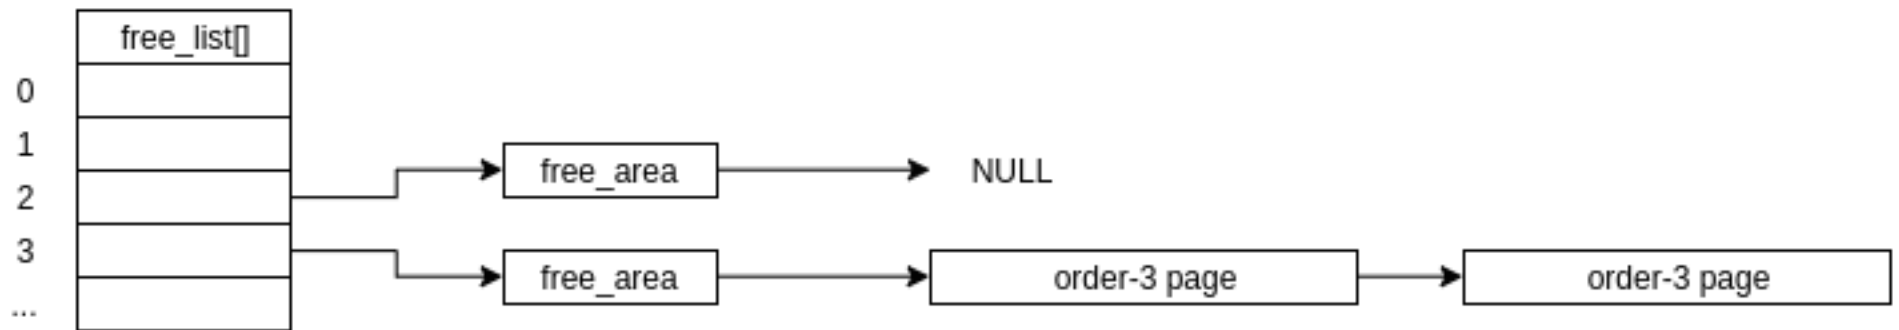 free_list[]
0
1
free_area
NULL
2
3
free_area
order-3 page
order-3 page
...